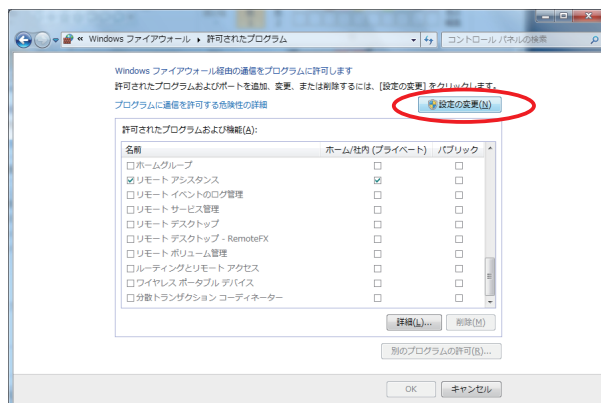 « Windows ファイアウォール ▸ 許可されたプログラム
コントロール パネルの検索
Windows ファイアウォール経由の通信をプログラムに許可します
許可されたプログラムおよびポートを追加、変更、または削除するには、[設定の変更] をクリックします。
プログラムに通信を許可する危険性の詳細
設定の変更(N)
許可されたプログラムおよび機能(A):
名前 ホーム/社内 (プライベート) パブリック
ホームグループ
リモート アシスタンス
リモート イベントのログ管理
リモート サービス管理
リモート デスクトップ
リモート デスクトップ - RemoteFX
リモート ボリューム管理
ルーティングとリモート アクセス
ワイヤレス ポータブル デバイス
分散トランザクション コーディネーター
詳細(L)... 削除(M)
別のプログラムの許可(R)...
OK キャンセル